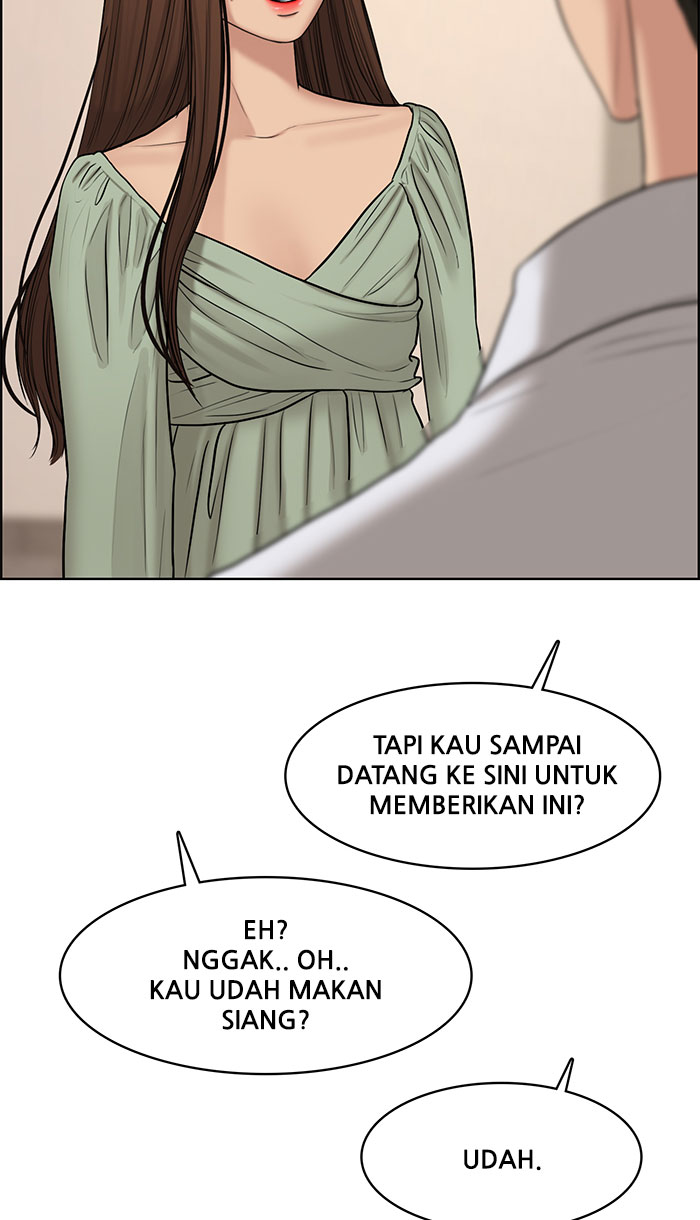 TAPI KAU SAMPAI
DATANG KE SINI UNTUK
MEMBERIKAN INI?
EH?
NGGAK.. OH..
KAU UDAH MAKAN
SIANG?
UDAH.